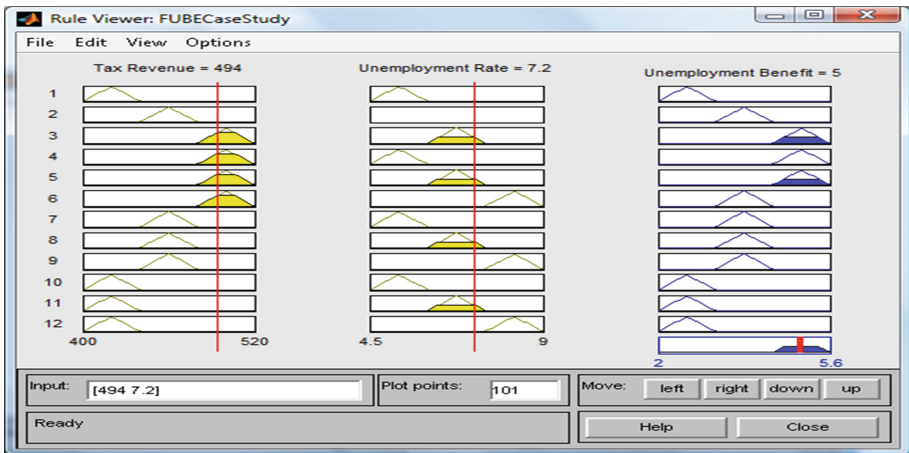 Rule Viewer: FUBECaseStudy
File Edit View Options
Tax Revenue = 494
Unemployment Rate = 7.2
Unemployment Benefit = 5
1
2
3
4
5
6
7
8
9
10
11
12
400 520
4.5 9
2 5.6
Input: [494 7.2]
Plot points: 101
Move: left right down up
Ready
Help Close